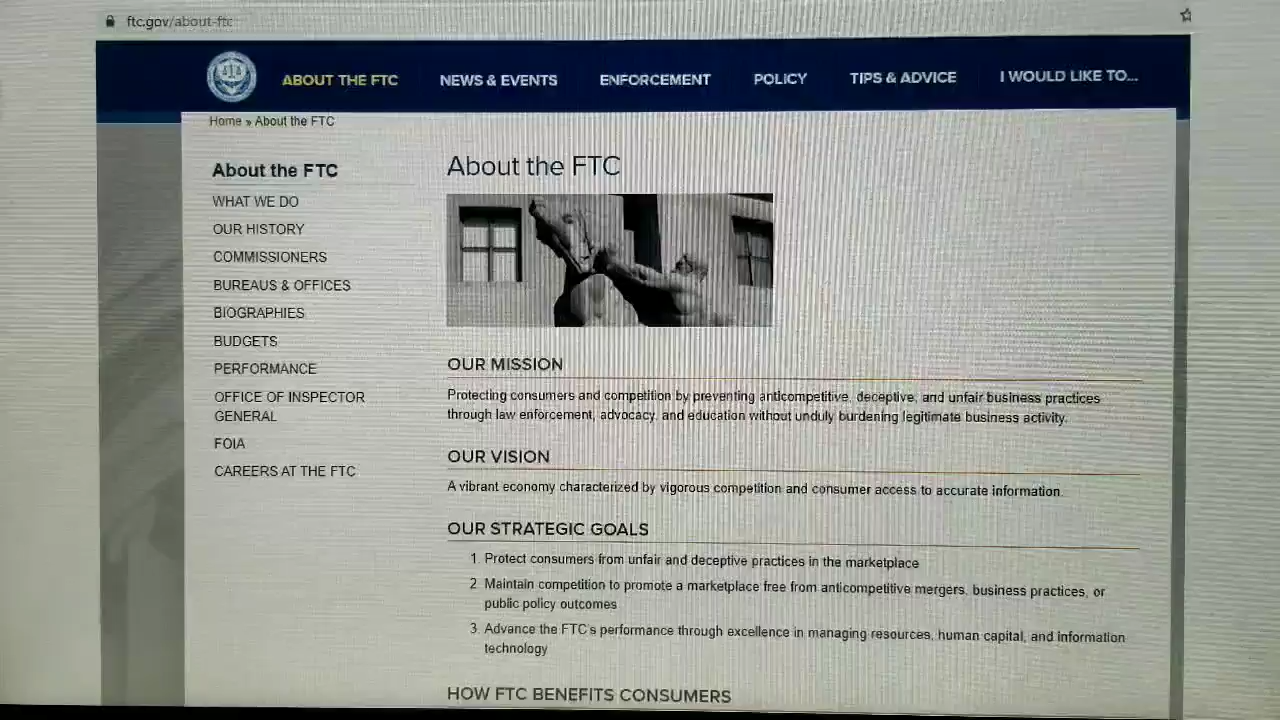 ftc.gov/about-ftc
ABOUT THE FTC NEWS & EVENTS ENFORCEMENT POLICY TIPS & ADVICE I WOULD LIKE TO...
Home » About the FTC
About the FTC
WHAT WE DO
OUR HISTORY
COMMISSIONERS
BUREAUS & OFFICES
BIOGRAPHIES
BUDGETS
PERFORMANCE
OFFICE OF INSPECTOR
GENERAL
FOIA
CAREERS AT THE FTC
About the FTC
OUR MISSION
Protecting consumers and competition by preventing anticompetitive, deceptive, and unfair business practices
through law enforcement, advocacy, and education without unduly burdening legitimate business activity.
OUR VISION
A vibrant economy characterized by vigorous competition and consumer access to accurate information.
OUR STRATEGIC GOALS
1. Protect consumers from unfair and deceptive practices in the marketplace
2 Maintain competition to promote a marketplace free from anticompetitive mergers, business practices, or
public policy outcomes
3. Advance the FTC's performance through excellence in managing resources, human capital, and information
technology
HOW FTC BENEFITS CONSUMERS